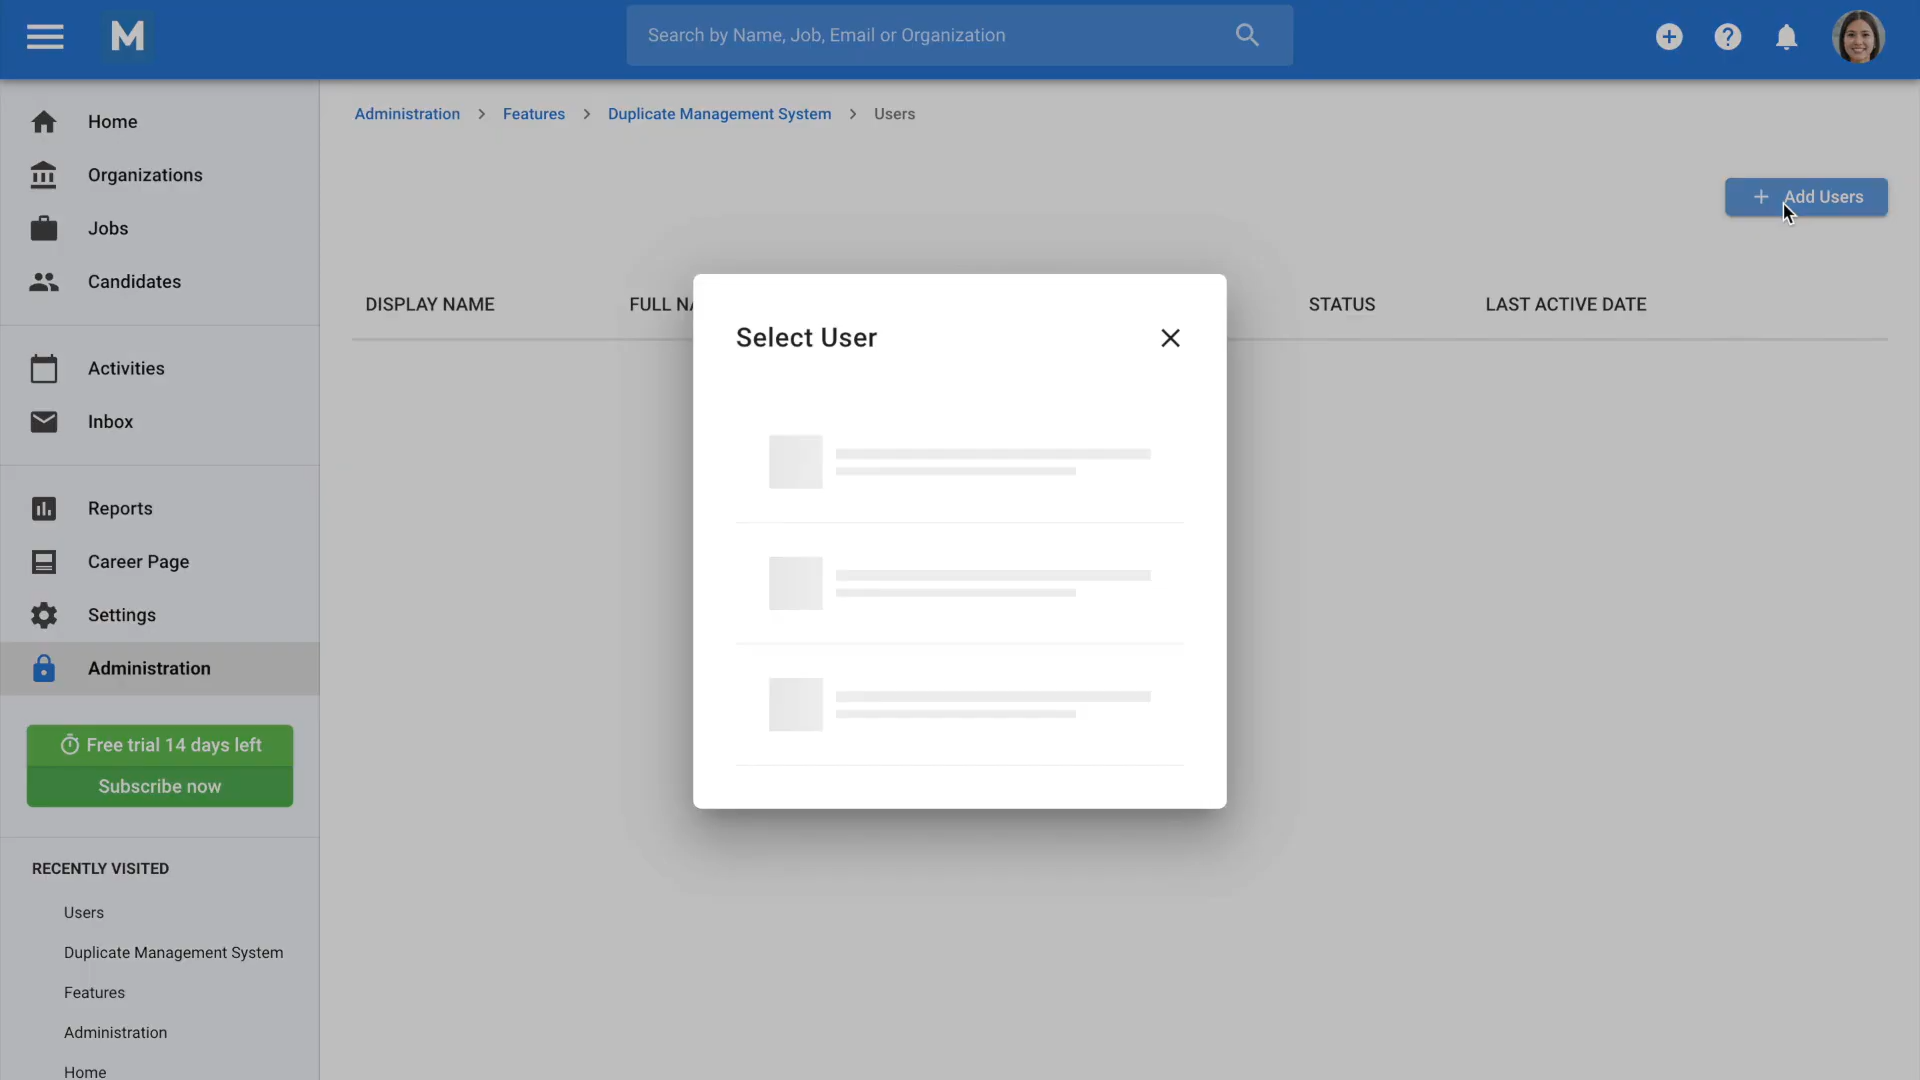 M
Search by Name, Job, Email or Organization
Home
Organizations
Jobs
Candidates
Activities
Inbox
Reports
Career Page
Settings
Administration
Free trial 14 days left
Subscribe now
RECENTLY VISITED
Users
Duplicate Management System
Features
Administration
Home
Administration > Features > Duplicate Management System > Users
+ Add Users
DISPLAY NAME FULL NA STATUS LAST ACTIVE DATE
Select User